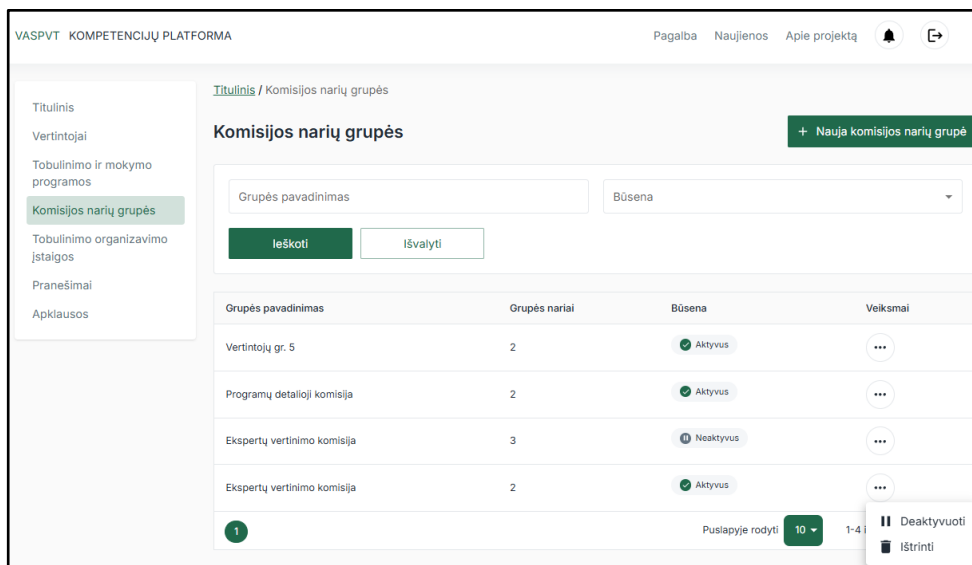 VASPVT KOMPETENCIJŲ PLATFORMA
Pagalba Naujienos Apie projektą
Titulinis
Vertintojai
Tobulinimo ir mokymo
programos
Komisijos narių grupės
Tobulinimo organizavimo
įstaigos
Pranešimai
Apklausos
Titulinis / Komisijos narių grupės
Komisijos narių grupės
+ Nauja komisijos narių grupė
Grupės pavadinimas Būsena
Ieškoti Išvalyti
Grupės pavadinimas Grupės nariai Būsena Veiksmai
Vertintojų gr. 5 2 Aktyvus
Programų detalioji komisija 2 Aktyvus
Ekspertų vertinimo komisija 3 Neaktyvus
Ekspertų vertinimo komisija 2 Aktyvus
1 Puslapyje rodyti 10 1-4 i
Deaktyvuoti
Ištrinti